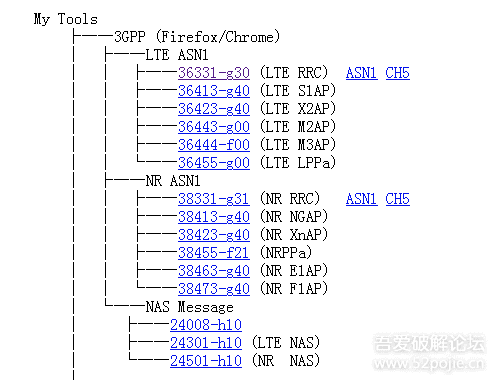 My Tools
3GPP (Firefox/Chrome)
LTE ASN1
36331-g30 (LTE RRC) ASN1 CH5
36413-g40 (LTE S1AP)
36423-g40 (LTE X2AP)
36443-g00 (LTE M2AP)
36444-f00 (LTE M3AP)
36455-g00 (LTE LPPa)
NR ASN1
38331-g31 (NR RRC) ASN1 CH5
38413-g40 (NR NGAP)
38423-g40 (NR XnAP)
38455-f21 (NRPPa)
38463-g40 (NR E1AP)
38473-g40 (NR F1AP)
NAS Message
24008-h10
24301-h10 (LTE NAS)
24501-h10 (NR NAS)
吾爱破解论坛
www.52pojie.cn